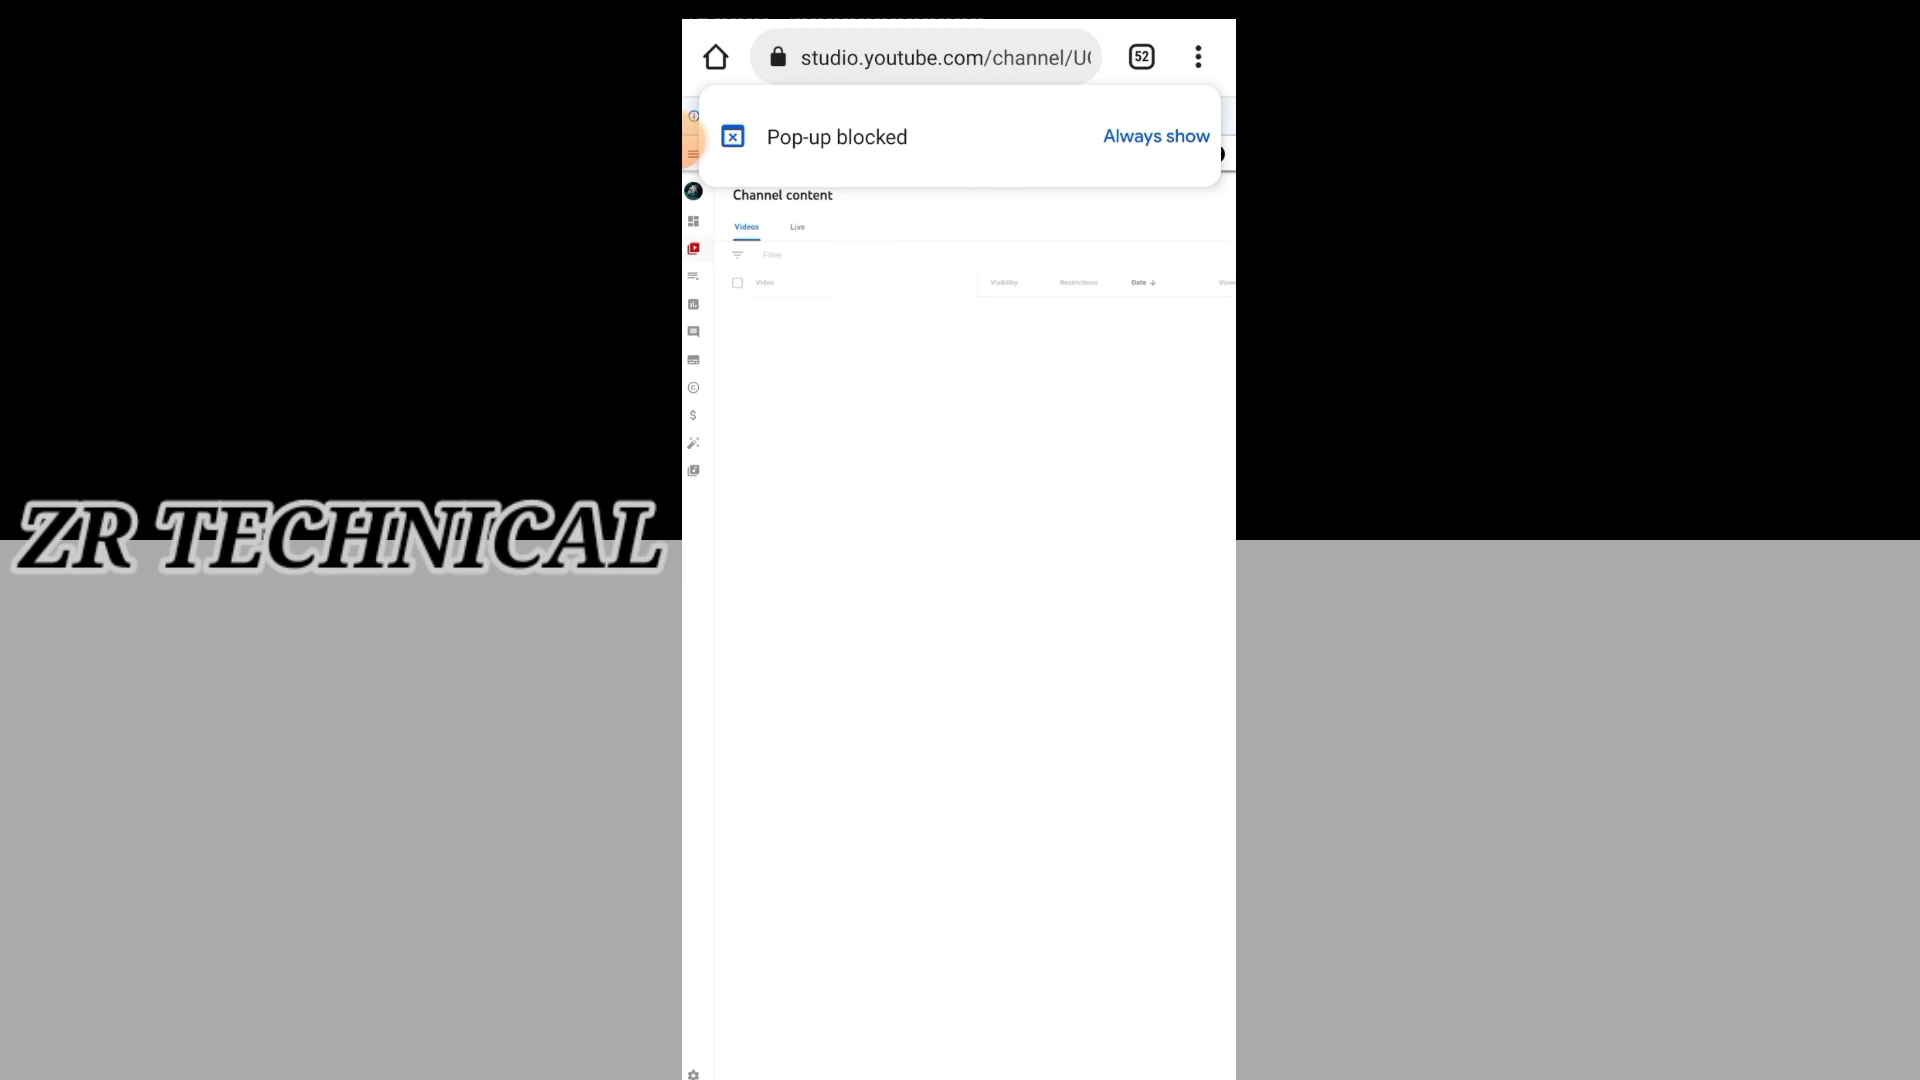 studio.youtube.com/channel/U
52
Pop-up blocked
Always show
Channel content
Videos
Live
Filter
Video
Visibility
Restrictions
Date
ZR TECHNICAL